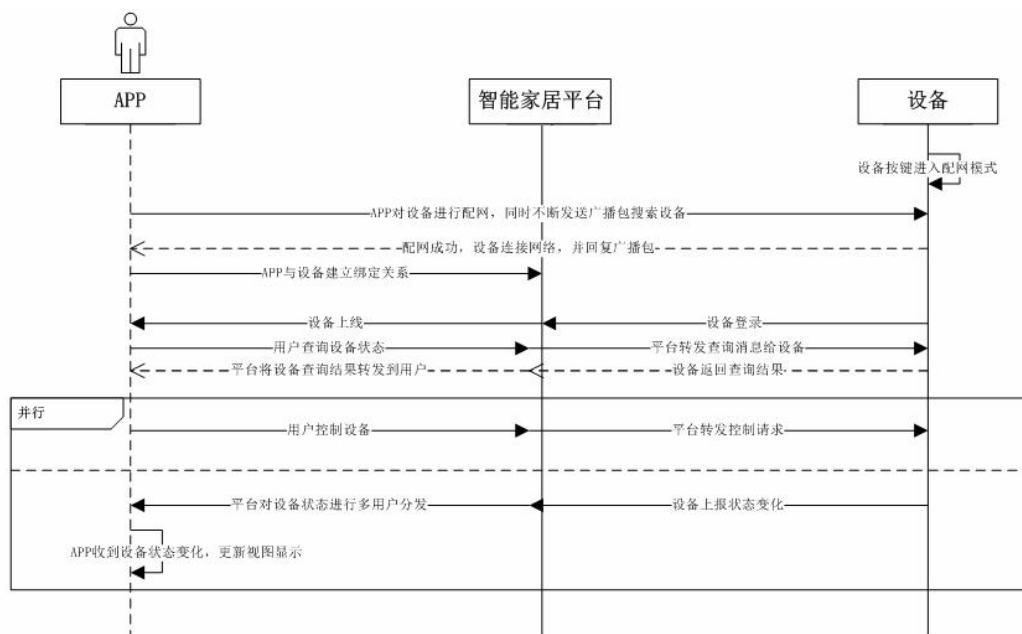 APP
智能家居平台
设备
设备按键进入配网模式
APP对设备进行配网，同时不断发送广播包搜索设备
配网成功，设备连接网络，并回复广播包
APP与设备建立绑定关系
设备上线
设备登录
用户查询设备状态
平台转发查询消息给设备
平台将设备查询结果转发到用户
设备返回查询结果
并行
用户控制设备
平台转发控制请求
平台对设备状态进行多用户分发
设备上报状态变化
APP收到设备状态变化，更新视图显示